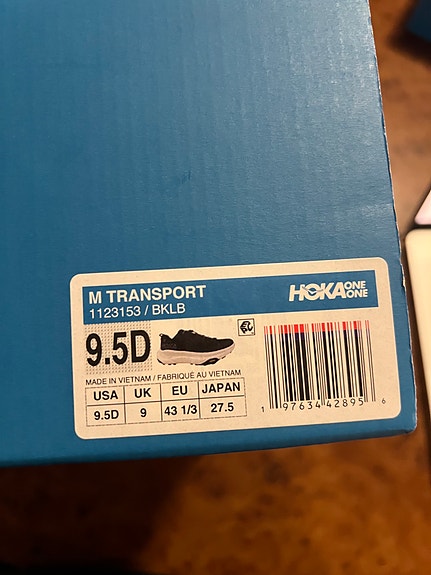 M TRANSPORT
1123153 / BKLB
HOKA ONE ONE
9.5D
MADE IN VIETNAM / FABRIQUÉ AU VIETNAM
USA UK EU JAPAN
9.5D 9 43 1/3 27.5
1 97634 42895 6